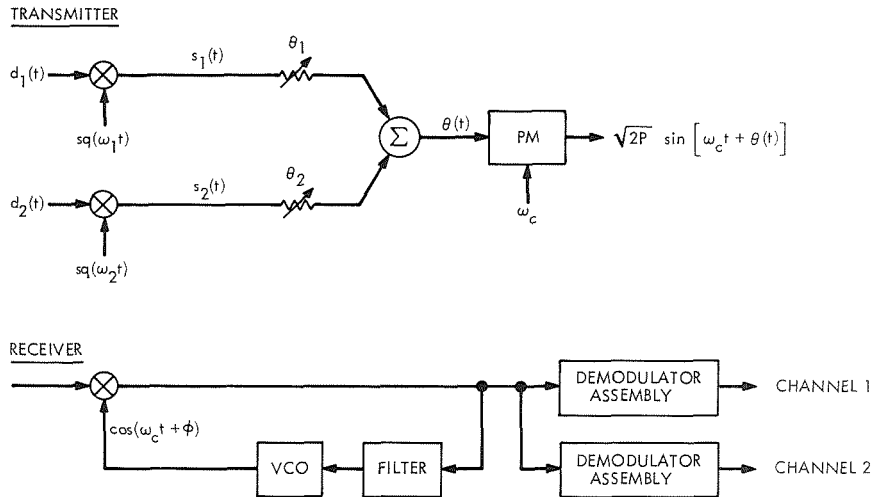 TRANSMITTER
θ1
s1(t)
d1(t)
sq(ω1t)
Σ
θ(t)
PM
√2P sin [ωct + θ(t)]
ωc
θ2
s2(t)
d2(t)
sq(ω2t)
RECEIVER
DEMODULATOR
ASSEMBLY
CHANNEL 1
cos(ωct + ϕ)
VCO
FILTER
DEMODULATOR
ASSEMBLY
CHANNEL 2